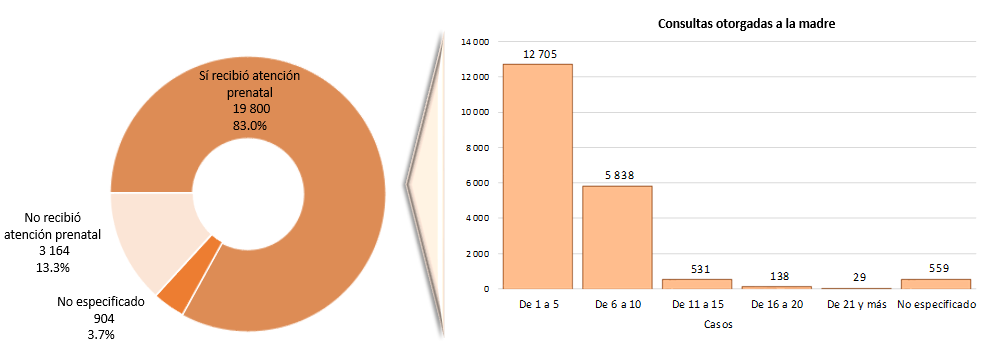 Sí recibió atención
prenatal
19 800
83.0%
No recibió
atención prenatal
3 164
13.3%
No especificado
904
3.7%
Consultas otorgadas a la madre
14 000
12 000
10 000
8 000
6 000
4 000
2 000
0
12 705
5 838
531
138
29
559
De 1 a 5
De 6 a 10
De 11 a 15
De 16 a 20
De 21 y más
No especificado
Casos